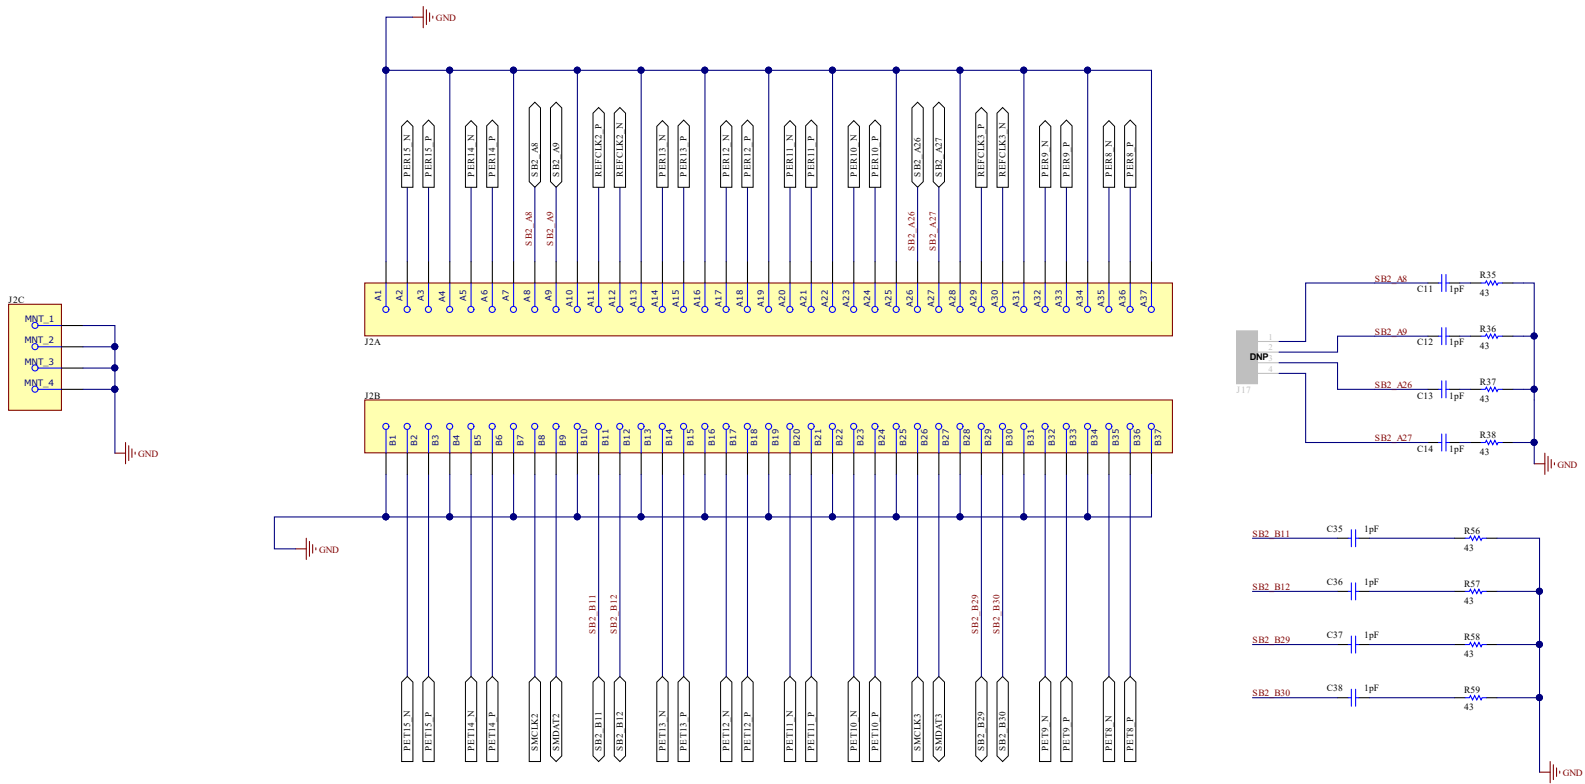 GND
PER15_N
PER15_P
PER14_N
PER14_P
SB2_A8
SB2_A9
REFCLK2_P
REFCLK2_N
PER13_N
PER13_P
PER12_N
PER12_P
PER11_N
PER11_P
PER10_N
PER10_P
SB2_A26
SB2_A27
REFCLK3_P
REFCLK3_N
PER9_N
PER9_P
PER8_N
PER8_P
SB2_A8
SB2_A9
SB2_A26
SB2_A27
A1
A2
A3
A4
A5
A6
A7
A8
A9
A10
A11
A12
A13
A14
A15
A16
A17
A18
A19
A20
A21
A22
A23
A24
A25
A26
A27
A28
A29
A30
A31
A32
A33
A34
A35
A36
A37
J2A
J2C
MNT_1
MNT_2
MNT_3
MNT_4
GND
J2B
B1
B2
B3
B4
B5
B6
B7
B8
B9
B10
B11
B12
B13
B14
B15
B16
B17
B18
B19
B20
B21
B22
B23
B24
B25
B26
B27
B28
B29
B30
B31
B32
B33
B34
B35
B36
B37
GND
SB2_B11
SB2_B12
SB2_B29
SB2_B30
PET15_N
PET15_P
PET14_N
PET14_P
SMCLK2
SMDAT2
SB2_B11
SB2_B12
PET13_N
PET13_P
PET12_N
PET12_P
PET11_N
PET11_P
PET10_N
PET10_P
SMCLK3
SMDAT3
SB2_B29
SB2_B30
PET9_N
PET9_P
PET8_N
PET8_P
1
2
DNP
4
J17
SB2_A8
C11 1pF
R35
43
SB2_A9
C12 1pF
R36
43
SB2_A26
C13 1pF
R37
43
SB2_A27
C14 1pF
R38
43
GND
SB2_B11
C35 1pF
R56
43
SB2_B12
C36 1pF
R57
43
SB2_B29
C37 1pF
R58
43
SB2_B30
C38 1pF
R59
43
GND